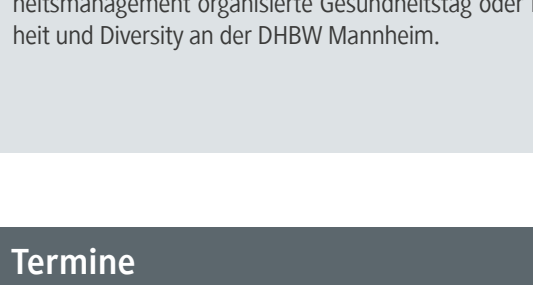 heitsmanagement organisierte Gesundheitstag oder
heit und Diversity an der DHBW Mannheim.
Termine